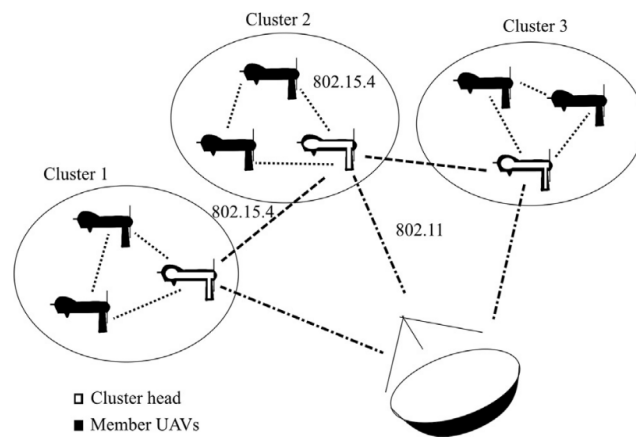 Cluster 2
Cluster 3
802.15.4
Cluster 1
802.15.4
802.11
Cluster head
Member UAVs